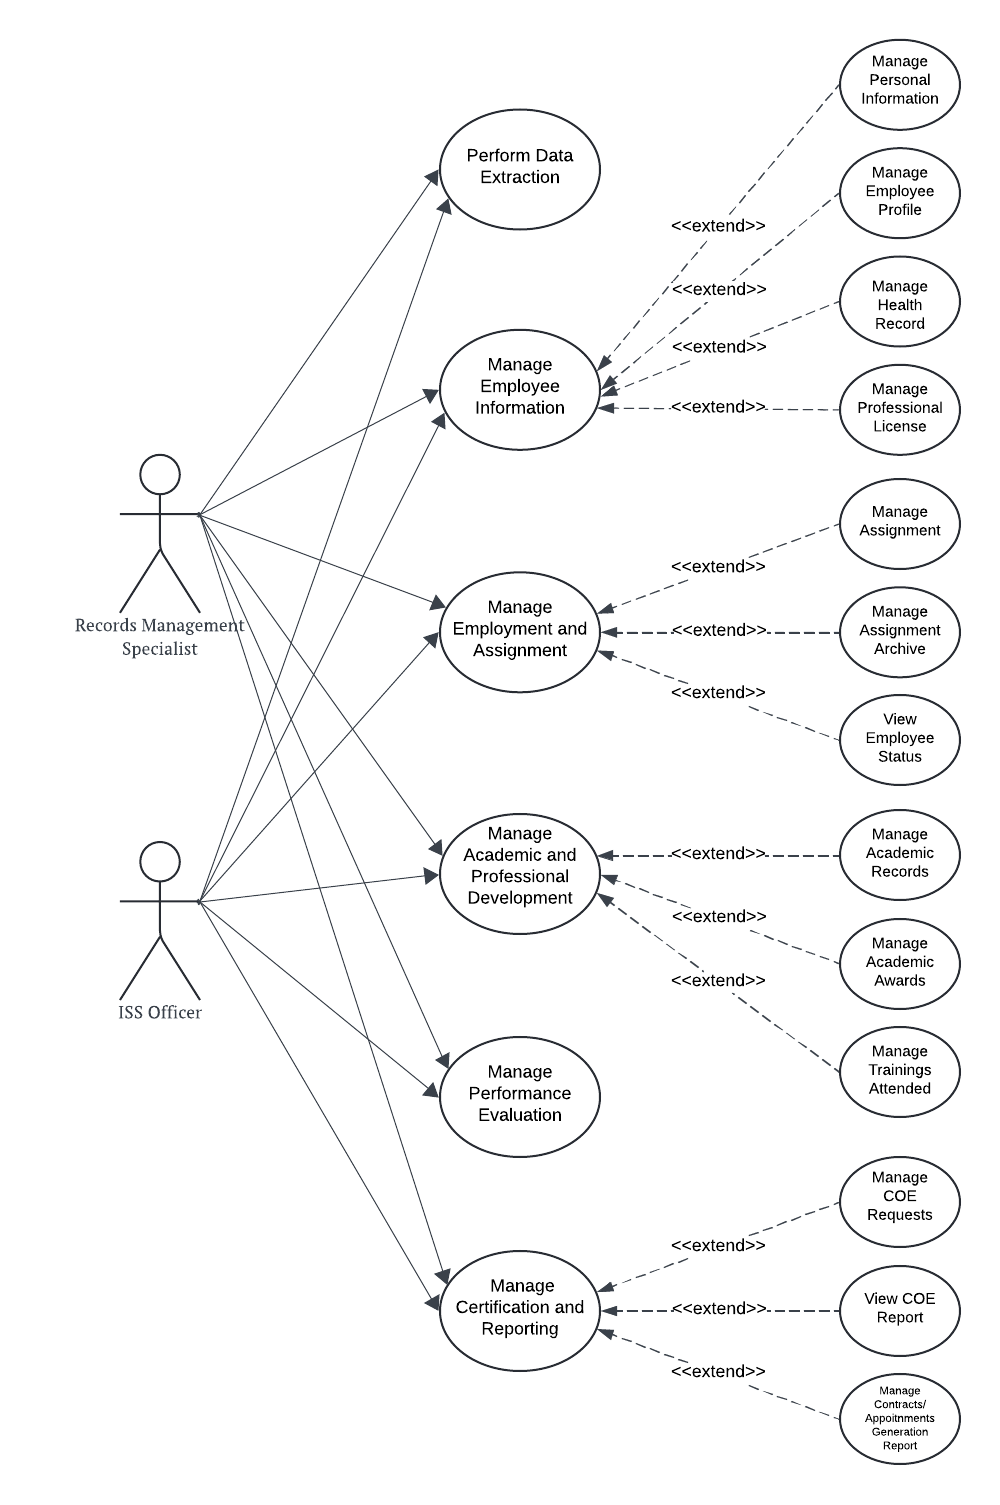 Manage
Personal
Information
Perform Data
Extraction
Manage
Employee
Profile
<<extend>>
Manage
Health
Record
<<extend>>
<<extend>>
Manage
Employee
Information
Manage
Professional
License
<<extend>>
Manage
Assignment
<<extend>>
Manage
Employment and
Assignment
Manage
Assignment
Archive
<<extend>>
Records Management
Specialist
<<extend>>
View
Employee
Status
Manage
Academic and
Professional
Development
Manage
Academic
Records
<<extend>>
<<extend>>
Manage
Academic
Awards
<<extend>>
ISS Officer
Manage
Trainings
Attended
Manage
Performance
Evaluation
Manage
COE
Requests
<<extend>>
Manage
Certification and
Reporting
View COE
Report
<<extend>>
<<extend>>
Manage
Contracts/
Appoitnments
Generation
Report